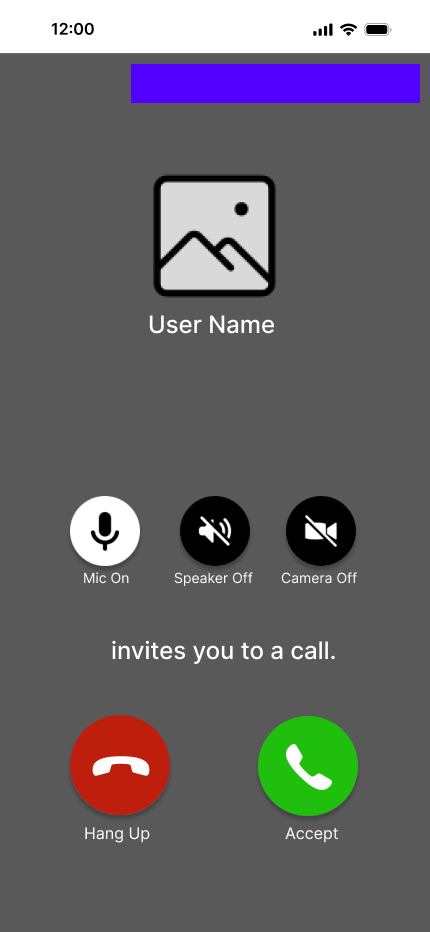 12:00
User Name
Mic On
Speaker Off
Camera Off
invites you to a call.
Hang Up
Accept